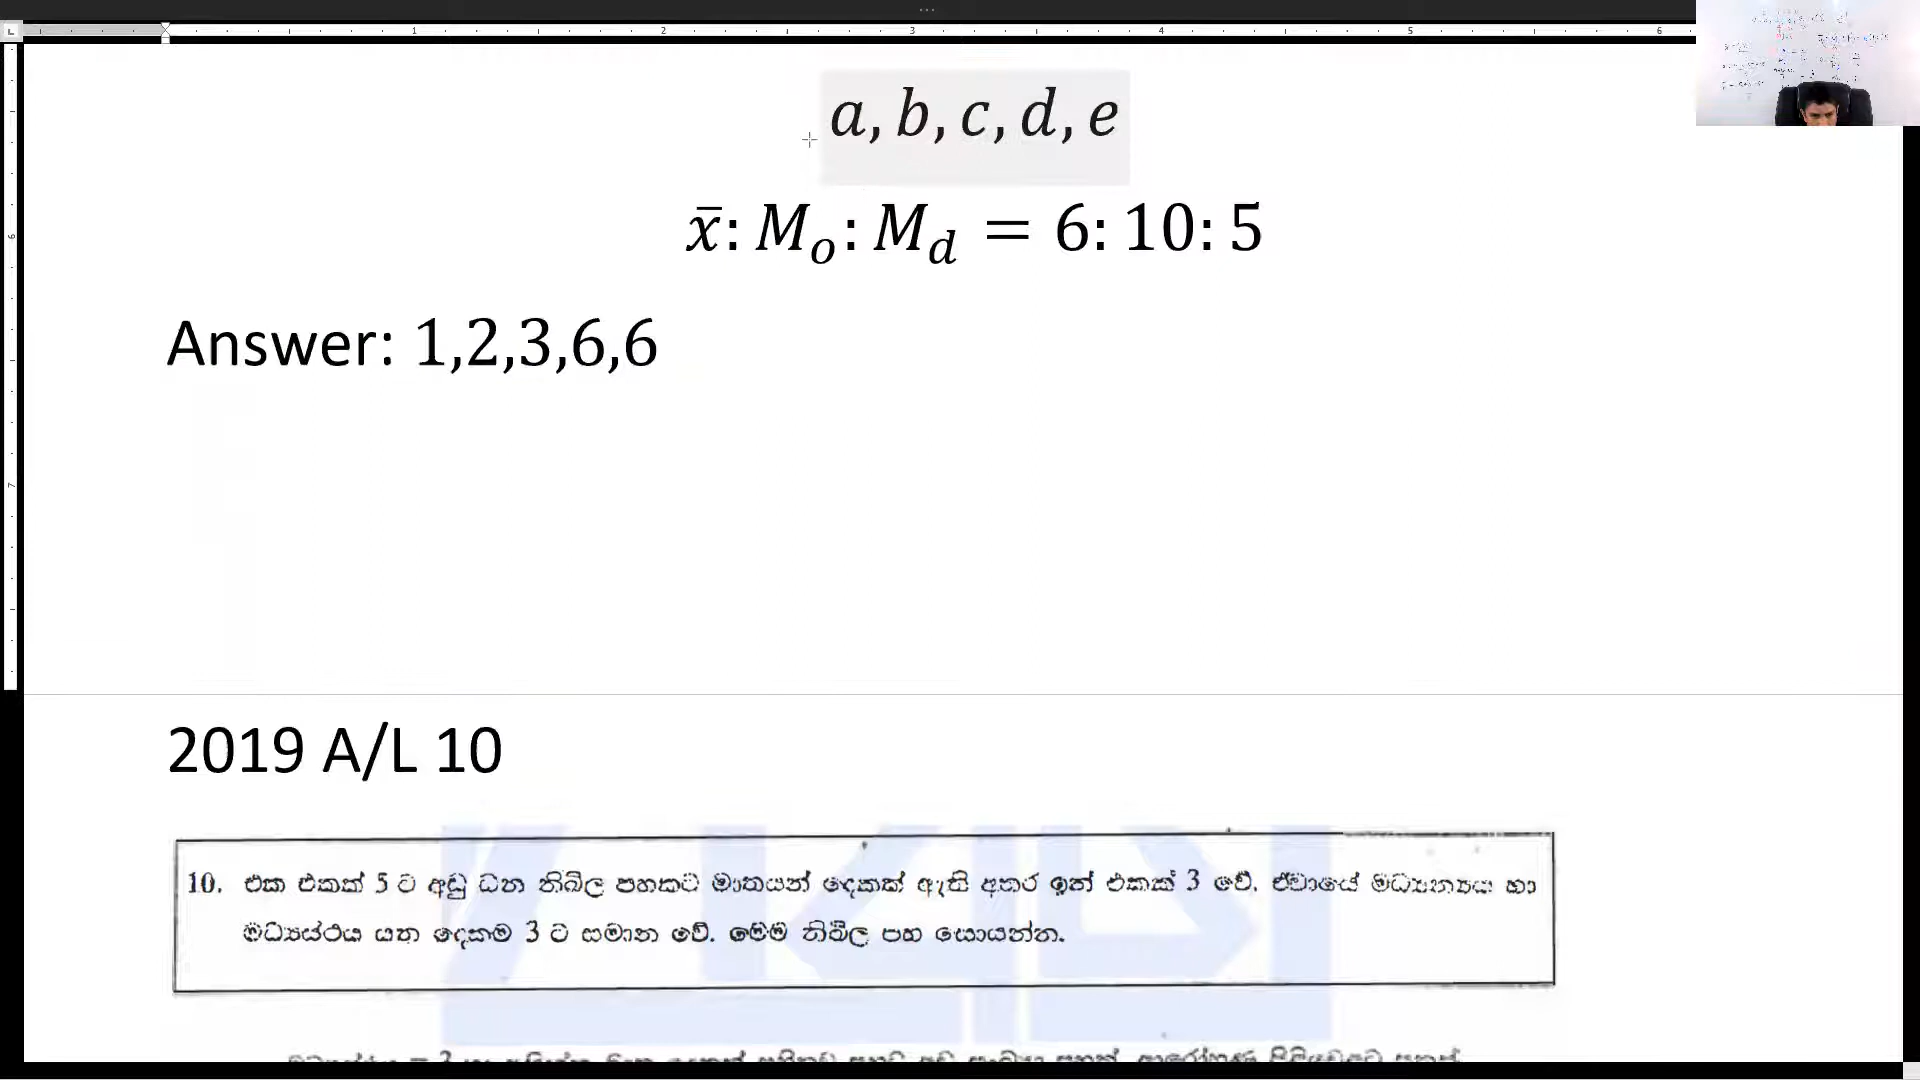 a, b, c, d, e
x̄: Mₒ: M_d = 6: 10: 5
Answer: 1,2,3,6,6
2019 A/L 10
10. එක එකක් 5 ට අඩු ධන නිඛිල පහකට මාතයන් දෙකක් ඇති අතර ඉන් එකක් 3 වේ. ඒවායේ මධ්‍යන්‍යය හා
මධ්‍යස්ථය යන දෙකම 3 ට සමාන වේ. මෙම නිඛිල පහ සොයන්න.